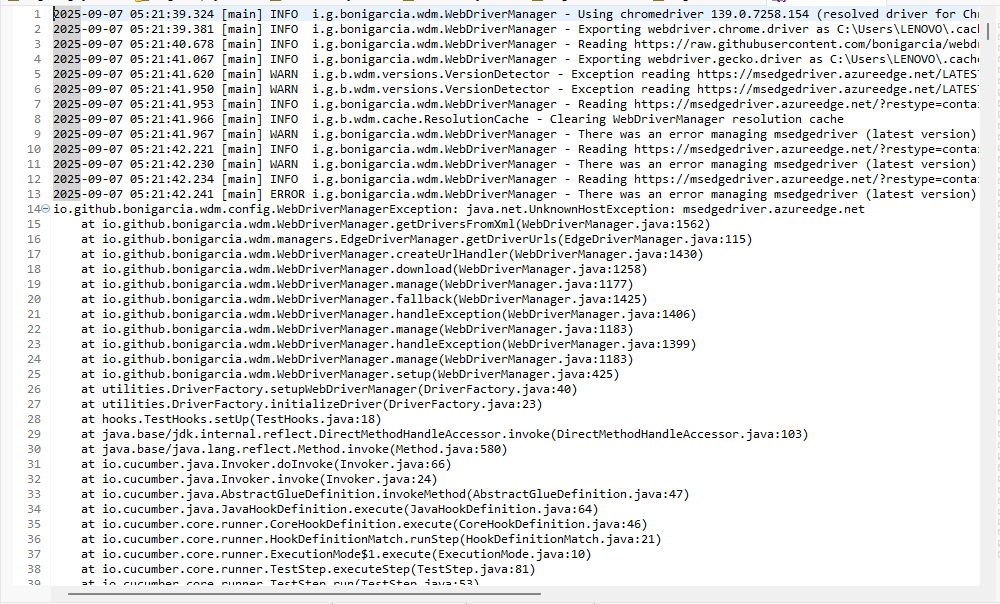 1 2025-09-07 05:21:39.324 [main] INFO  i.g.bonigarcia.wdm.WebDriverManager - Using chromedriver 139.0.7258.154 (resolved driver for Chr
2 2025-09-07 05:21:39.381 [main] INFO  i.g.bonigarcia.wdm.WebDriverManager - Exporting webdriver.chrome.driver as C:\Users\LENOVO\.cac
3 2025-09-07 05:21:40.678 [main] INFO  i.g.bonigarcia.wdm.WebDriverManager - Reading https://raw.githubusercontent.com/bonigarcia/webd
4 2025-09-07 05:21:41.067 [main] INFO  i.g.bonigarcia.wdm.WebDriverManager - Exporting webdriver.gecko.driver as C:\Users\LENOVO\.cache
5 2025-09-07 05:21:41.620 [main] WARN  i.g.b.wdm.versions.VersionDetector - Exception reading https://msedgedriver.azureedge.net/LATES
6 2025-09-07 05:21:41.950 [main] WARN  i.g.b.wdm.versions.VersionDetector - Exception reading https://msedgedriver.azureedge.net/LATES
7 2025-09-07 05:21:41.953 [main] INFO  i.g.bonigarcia.wdm.WebDriverManager - Reading https://msedgedriver.azureedge.net/?restype=conta
8 2025-09-07 05:21:41.966 [main] INFO  i.g.b.wdm.cache.ResolutionCache - Clearing WebDriverManager resolution cache
9 2025-09-07 05:21:41.967 [main] WARN  i.g.bonigarcia.wdm.WebDriverManager - There was an error managing msedgedriver (latest version)
10 2025-09-07 05:21:42.221 [main] INFO  i.g.bonigarcia.wdm.WebDriverManager - Reading https://msedgedriver.azureedge.net/?restype=conta
11 2025-09-07 05:21:42.230 [main] WARN  i.g.bonigarcia.wdm.WebDriverManager - There was an error managing msedgedriver (latest version)
12 2025-09-07 05:21:42.234 [main] INFO  i.g.bonigarcia.wdm.WebDriverManager - Reading https://msedgedriver.azureedge.net/?restype=conta
13 2025-09-07 05:21:42.241 [main] ERROR i.g.bonigarcia.wdm.WebDriverManager - There was an error managing msedgedriver (latest version)
14 io.github.bonigarcia.wdm.config.WebDriverManagerException: java.net.UnknownHostException: msedgedriver.azureedge.net
15     at io.github.bonigarcia.wdm.WebDriverManager.getDriversFromXml(WebDriverManager.java:1562)
16     at io.github.bonigarcia.wdm.managers.EdgeDriverManager.getDriverUrls(EdgeDriverManager.java:115)
17     at io.github.bonigarcia.wdm.WebDriverManager.createUrlHandler(WebDriverManager.java:1430)
18     at io.github.bonigarcia.wdm.WebDriverManager.download(WebDriverManager.java:1258)
19     at io.github.bonigarcia.wdm.WebDriverManager.manage(WebDriverManager.java:1177)
20     at io.github.bonigarcia.wdm.WebDriverManager.fallback(WebDriverManager.java:1425)
21     at io.github.bonigarcia.wdm.WebDriverManager.handleException(WebDriverManager.java:1406)
22     at io.github.bonigarcia.wdm.WebDriverManager.manage(WebDriverManager.java:1183)
23     at io.github.bonigarcia.wdm.WebDriverManager.handleException(WebDriverManager.java:1399)
24     at io.github.bonigarcia.wdm.WebDriverManager.manage(WebDriverManager.java:1183)
25     at io.github.bonigarcia.wdm.WebDriverManager.setup(WebDriverManager.java:425)
26     at utilities.DriverFactory.setupWebDriverManager(DriverFactory.java:40)
27     at utilities.DriverFactory.initializeDriver(DriverFactory.java:23)
28     at hooks.TestHooks.setUp(TestHooks.java:18)
29     at java.base/jdk.internal.reflect.DirectMethodHandleAccessor.invoke(DirectMethodHandleAccessor.java:103)
30     at java.base/java.lang.reflect.Method.invoke(Method.java:580)
31     at io.cucumber.java.Invoker.doInvoke(Invoker.java:66)
32     at io.cucumber.java.Invoker.invoke(Invoker.java:24)
33     at io.cucumber.java.AbstractGlueDefinition.invokeMethod(AbstractGlueDefinition.java:47)
34     at io.cucumber.java.JavaHookDefinition.execute(JavaHookDefinition.java:64)
35     at io.cucumber.core.runner.CoreHookDefinition.execute(CoreHookDefinition.java:46)
36     at io.cucumber.core.runner.HookDefinitionMatch.runStep(HookDefinitionMatch.java:21)
37     at io.cucumber.core.runner.ExecutionMode$1.execute(ExecutionMode.java:10)
38     at io.cucumber.core.runner.TestStep.executeStep(TestStep.java:81)
39     at io.cucumber.core.runner.TestStep.run(TestStep.java:53)